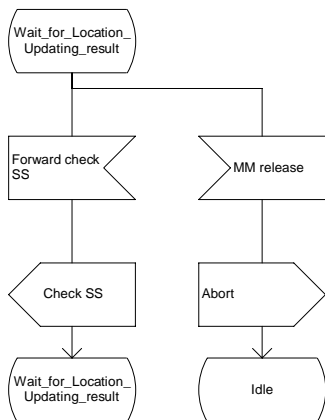 Wait_for_Location_
Updating_result
Forward check
SS
MM release
Check SS
Abort
Wait_for_Location_
Updating_result
Idle